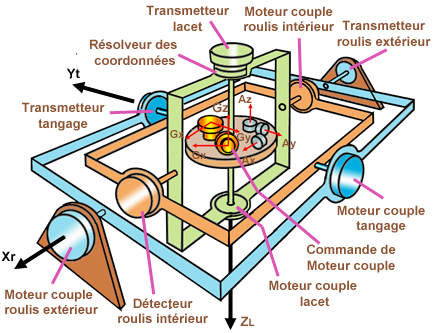 Transmetteur
lacet
Moteur couple
roulis intérieur
Transmetteur
roulis extérieur
Résolveur des
coordonnées
Yt
Transmetteur
tangage
Gz
Az
Gx
Gy
Ay
Gx
Ay
Moteur couple
tangage
Xr
Commande de
Moteur couple
Moteur couple
roulis extérieur
Détecteur
roulis intérieur
Moteur couple
lacet
ZL